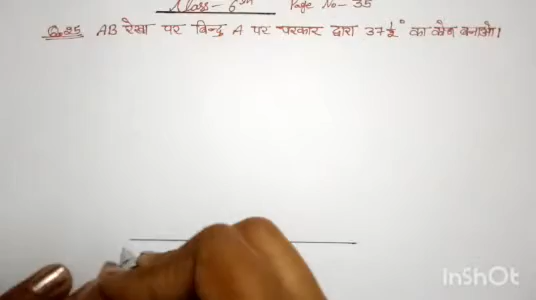 Class - 6th Page No - 35
Q.25 AB रेखा पर बिन्दु A पर परकार द्वारा 37½° का कोण बनाओ।
InShOt